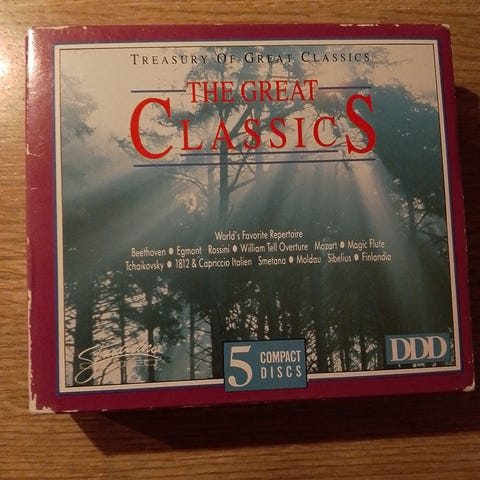 TREASURY OF GREAT CLASSICS
THE GREAT
CLASSICS
World's Favorite Repertoire
Beethoven • Egmont Rossini • William Tell Overture Mozart • Magic Flute
Tchaikovsky • 1812 & Capriccio Italien Smetana • Moldau Sibelius • Finlandia
5 COMPACT
DISCS
DDD